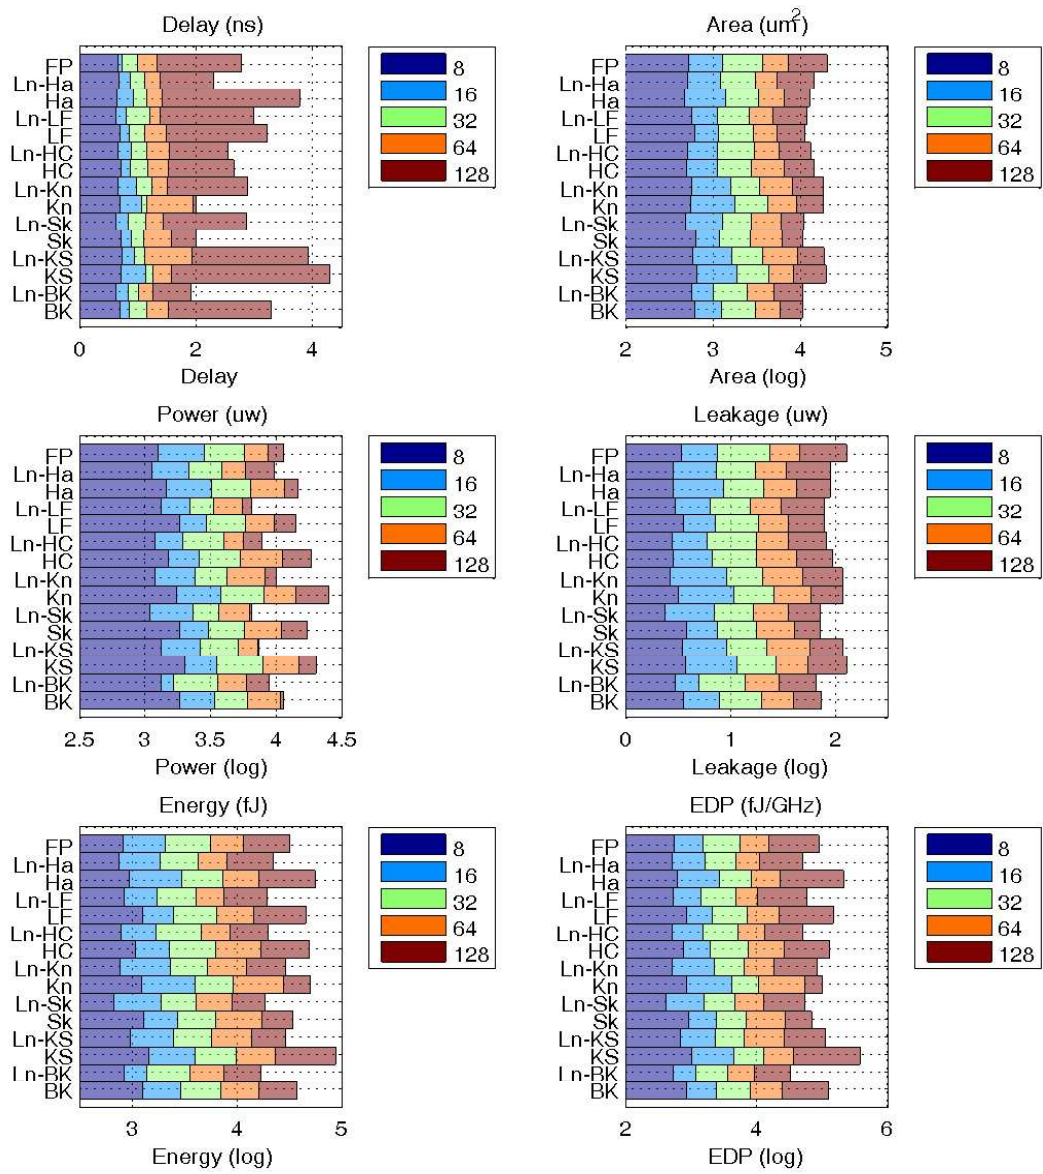 Delay (ns)
FP
Ln-Ha
Ha
Ln-LF
LF
Ln-HC
HC
Ln-Kn
Kn
Ln-Sk
Sk
Ln-KS
KS
Ln-BK
BK
0 2 4
Delay
8
16
32
64
128
Area (um²)
FP
Ln-Ha
Ha
Ln-LF
LF
Ln-HC
HC
Ln-Kn
Kn
Ln-Sk
Sk
Ln-KS
KS
Ln-BK
BK
2 3 4 5
Area (log)
8
16
32
64
128
Power (uw)
FP
Ln-Ha
Ha
Ln-LF
LF
Ln-HC
HC
Ln-Kn
Kn
Ln-Sk
Sk
Ln-KS
KS
Ln-BK
BK
2.5 3 3.5 4 4.5
Power (log)
8
16
32
64
128
Leakage (uw)
FP
Ln-Ha
Ha
Ln-LF
LF
Ln-HC
HC
Ln-Kn
Kn
Ln-Sk
Sk
Ln-KS
KS
Ln-BK
BK
0 1 2
Leakage (log)
8
16
32
64
128
Energy (fJ)
FP
Ln-Ha
Ha
Ln-LF
LF
Ln-HC
HC
Ln-Kn
Kn
Ln-Sk
Sk
Ln-KS
KS
Ln-BK
BK
3 4 5
Energy (log)
8
16
32
64
128
EDP (fJ/GHz)
FP
Ln-Ha
Ha
Ln-LF
LF
Ln-HC
HC
Ln-Kn
Kn
Ln-Sk
Sk
Ln-KS
KS
Ln-BK
BK
2 4 6
EDP (log)
8
16
32
64
128